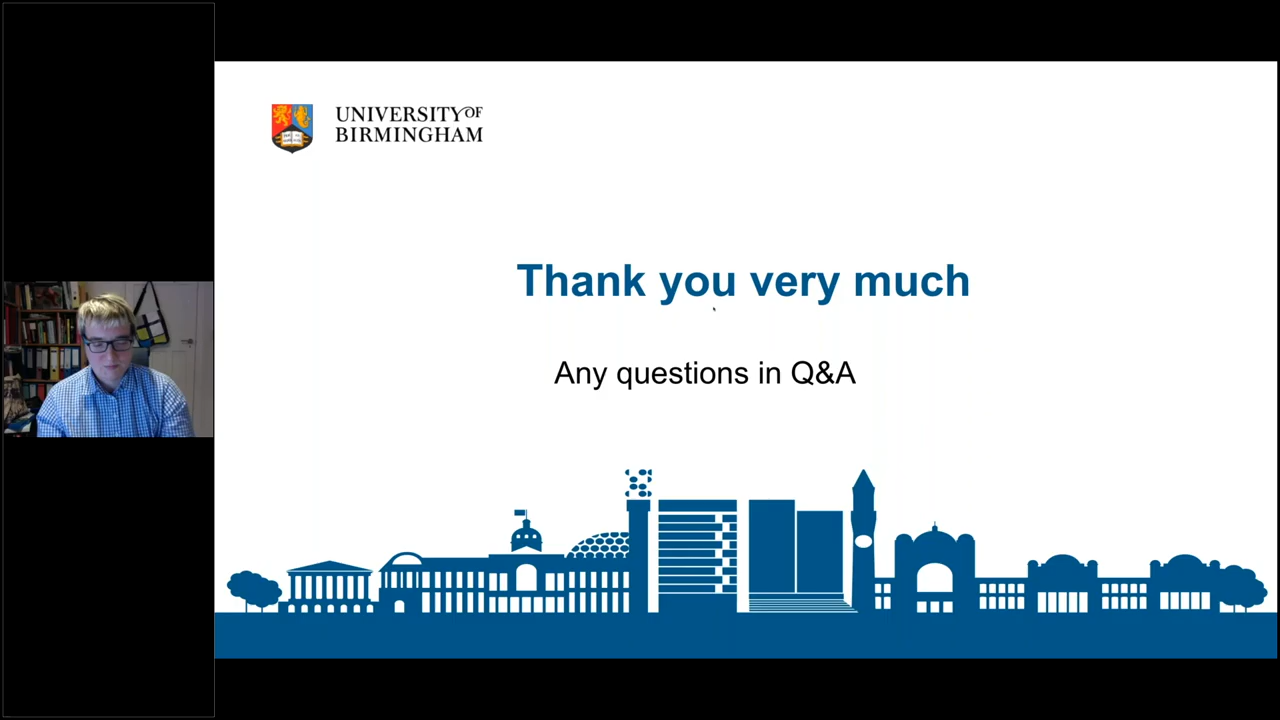 UNIVERSITY OF
BIRMINGHAM
Thank you very much
Any questions in Q&A